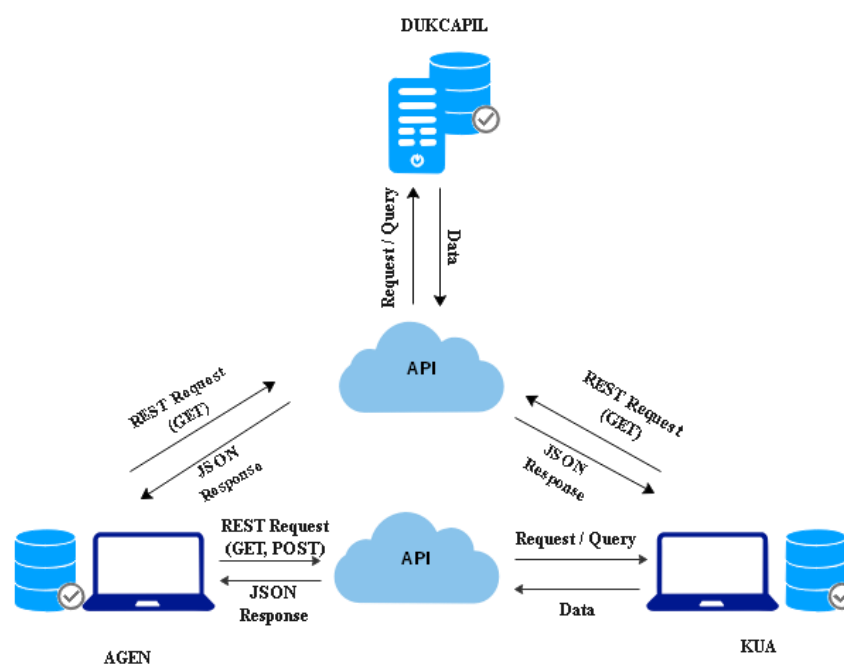 DUKCAPIL
Request / Query
Data
API
REST Request
(GET)
JSON
Response
REST Request
(GET)
JSON
Response
REST Request
(GET, POST)
JSON
Response
API
Request / Query
Data
AGEN
KUA